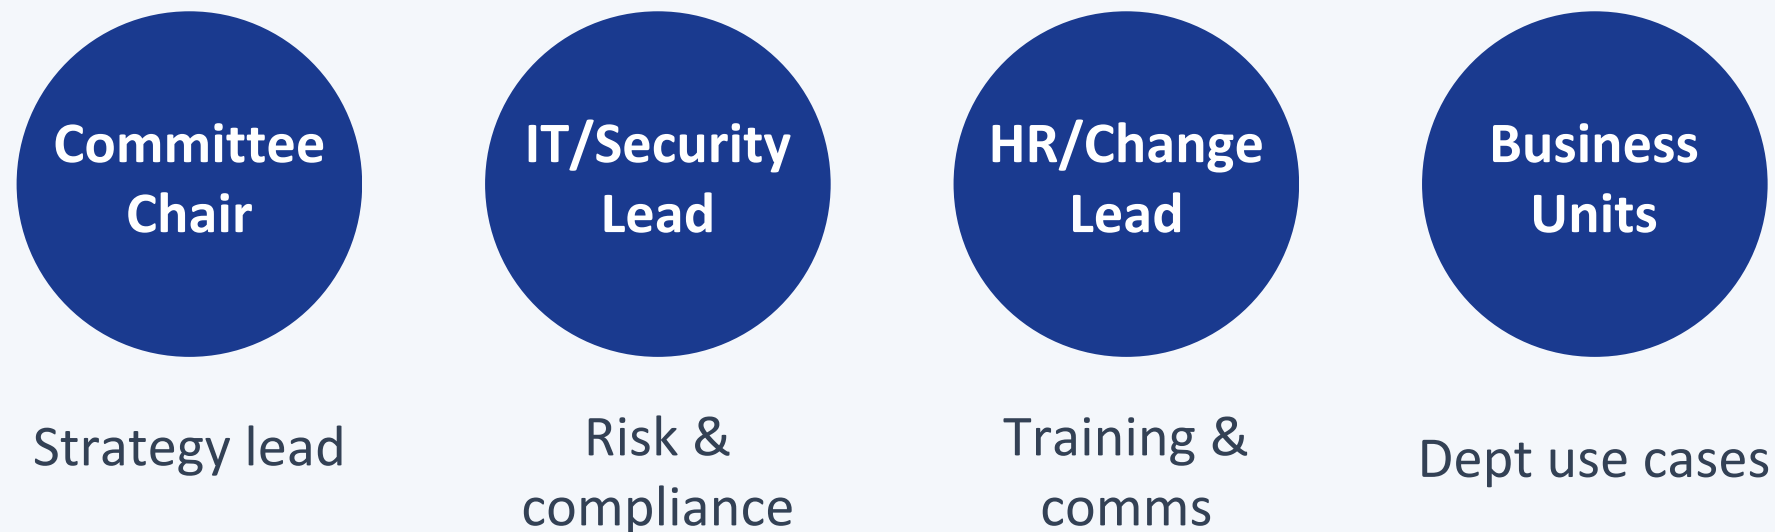 Committee
Chair
IT/Security
Lead
HR/Change
Lead
Business
Units
Strategy lead
Risk &
compliance
Training &
comms
Dept use cases